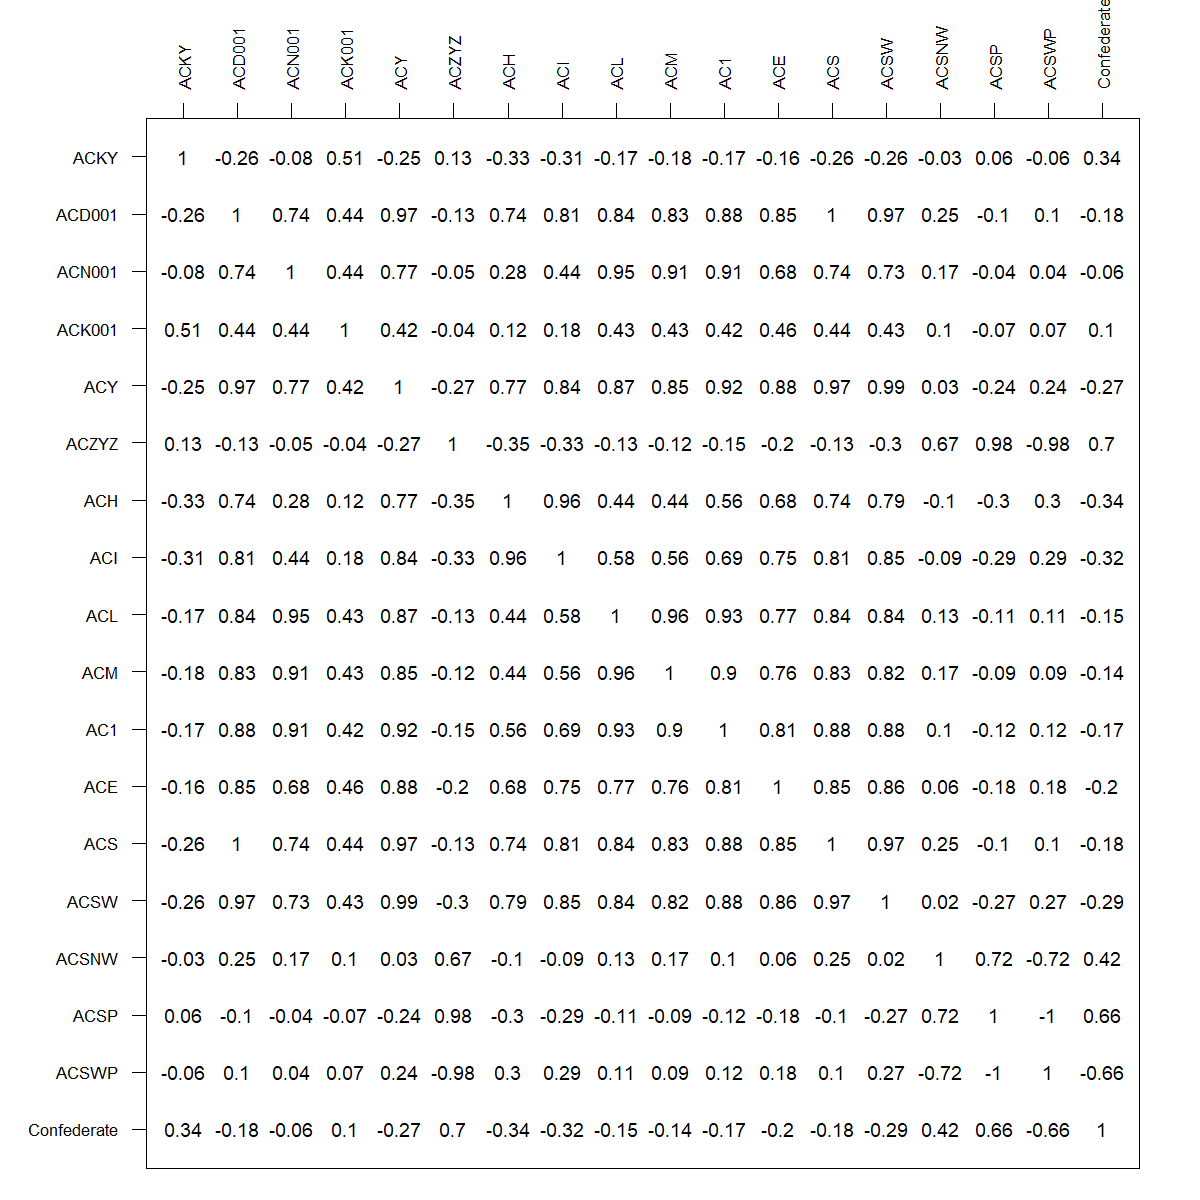 ACKY ACD001 ACN001 ACK001 ACY ACZYZ ACH ACI ACL ACM AC1 ACE ACS ACSW ACSNW ACSP ACSWP Confederate
ACKY 1 -0.26 -0.08 0.51 -0.25 0.13 -0.33 -0.31 -0.17 -0.18 -0.17 -0.16 -0.26 -0.26 -0.03 0.06 -0.06 0.34
ACD001 -0.26 1 0.74 0.44 0.97 -0.13 0.74 0.81 0.84 0.83 0.88 0.85 1 0.97 0.25 -0.1 0.1 -0.18
ACN001 -0.08 0.74 1 0.44 0.77 -0.05 0.28 0.44 0.95 0.91 0.91 0.68 0.74 0.73 0.17 -0.04 0.04 -0.06
ACK001 0.51 0.44 0.44 1 0.42 -0.04 0.12 0.18 0.43 0.43 0.42 0.46 0.44 0.43 0.1 -0.07 0.07 0.1
ACY -0.25 0.97 0.77 0.42 1 -0.27 0.77 0.84 0.87 0.85 0.92 0.88 0.97 0.99 0.03 -0.24 0.24 -0.27
ACZYZ 0.13 -0.13 -0.05 -0.04 -0.27 1 -0.35 -0.33 -0.13 -0.12 -0.15 -0.2 -0.13 -0.3 0.67 0.98 -0.98 0.7
ACH -0.33 0.74 0.28 0.12 0.77 -0.35 1 0.96 0.44 0.44 0.56 0.68 0.74 0.79 -0.1 -0.3 0.3 -0.34
ACI -0.31 0.81 0.44 0.18 0.84 -0.33 0.96 1 0.58 0.56 0.69 0.75 0.81 0.85 -0.09 -0.29 0.29 -0.32
ACL -0.17 0.84 0.95 0.43 0.87 -0.13 0.44 0.58 1 0.96 0.93 0.77 0.84 0.84 0.13 -0.11 0.11 -0.15
ACM -0.18 0.83 0.91 0.43 0.85 -0.12 0.44 0.56 0.96 1 0.9 0.76 0.83 0.82 0.17 -0.09 0.09 -0.14
AC1 -0.17 0.88 0.91 0.42 0.92 -0.15 0.56 0.69 0.93 0.9 1 0.81 0.88 0.88 0.1 -0.12 0.12 -0.17
ACE -0.16 0.85 0.68 0.46 0.88 -0.2 0.68 0.75 0.77 0.76 0.81 1 0.85 0.86 0.06 -0.18 0.18 -0.2
ACS -0.26 1 0.74 0.44 0.97 -0.13 0.74 0.81 0.84 0.83 0.88 0.85 1 0.97 0.25 -0.1 0.1 -0.18
ACSW -0.26 0.97 0.73 0.43 0.99 -0.3 0.79 0.85 0.84 0.82 0.88 0.86 0.97 1 0.02 -0.27 0.27 -0.29
ACSNW -0.03 0.25 0.17 0.1 0.03 0.67 -0.1 -0.09 0.13 0.17 0.1 0.06 0.25 0.02 1 0.72 -0.72 0.42
ACSP 0.06 -0.1 -0.04 -0.07 -0.24 0.98 -0.3 -0.29 -0.11 -0.09 -0.12 -0.18 -0.1 -0.27 0.72 1 -1 0.66
ACSWP -0.06 0.1 0.04 0.07 0.24 -0.98 0.3 0.29 0.11 0.09 0.12 0.18 0.1 0.27 -0.72 -1 1 -0.66
Confederate 0.34 -0.18 -0.06 0.1 -0.27 0.7 -0.34 -0.32 -0.15 -0.14 -0.17 -0.2 -0.18 -0.29 0.42 0.66 -0.66 1